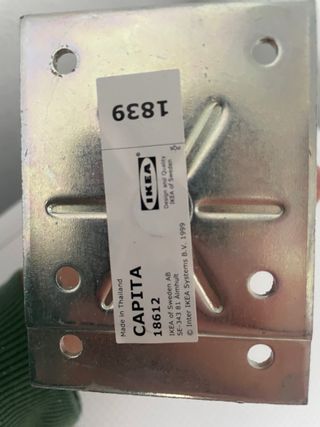 Made in Thailand
CAPITA
18612
IKEA of Sweden AB
SE-343 81 Älmhult
© Inter IKEA Systems B.V. 1999
IKEA
Design and Quality
IKEA of Sweden
1839